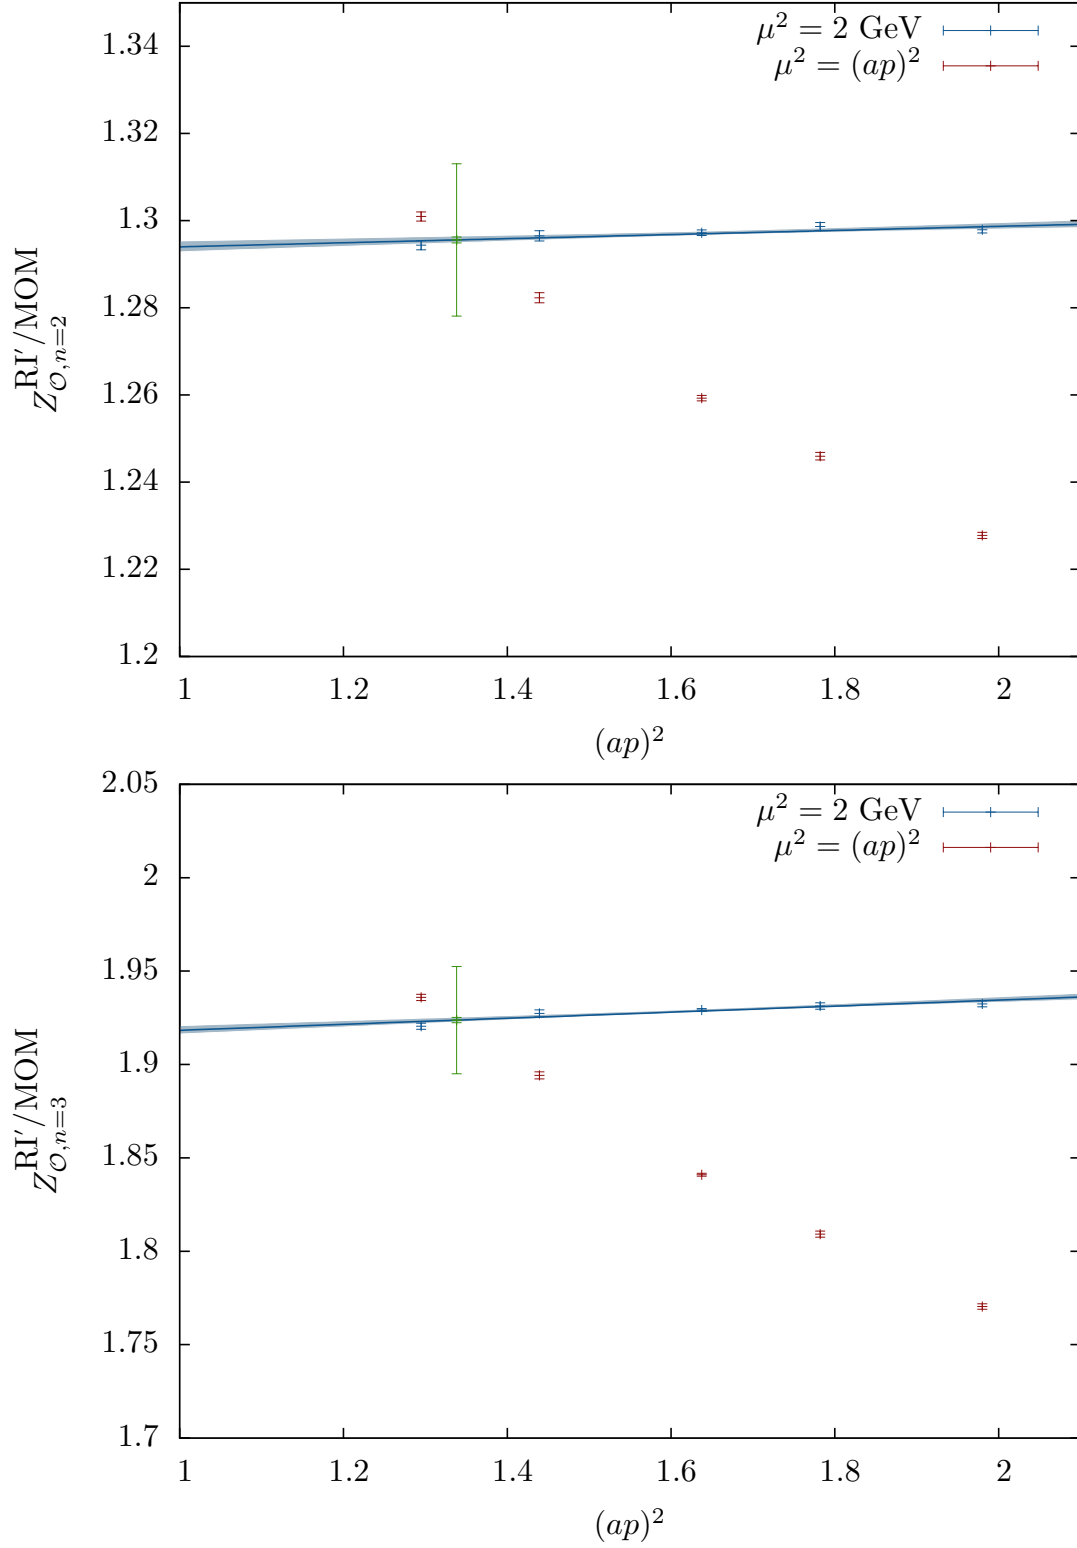 1.34
1.32
1.3
1.28
1.26
1.24
1.22
1.2
Z^{RI′/MOM}_{𝒪,n=2}
μ² = 2 GeV
μ² = (ap)²
1 1.2 1.4 1.6 1.8 2
(ap)²
2.05
2
1.95
1.9
1.85
1.8
1.75
1.7
Z^{RI′/MOM}_{𝒪,n=3}
μ² = 2 GeV
μ² = (ap)²
1 1.2 1.4 1.6 1.8 2
(ap)²